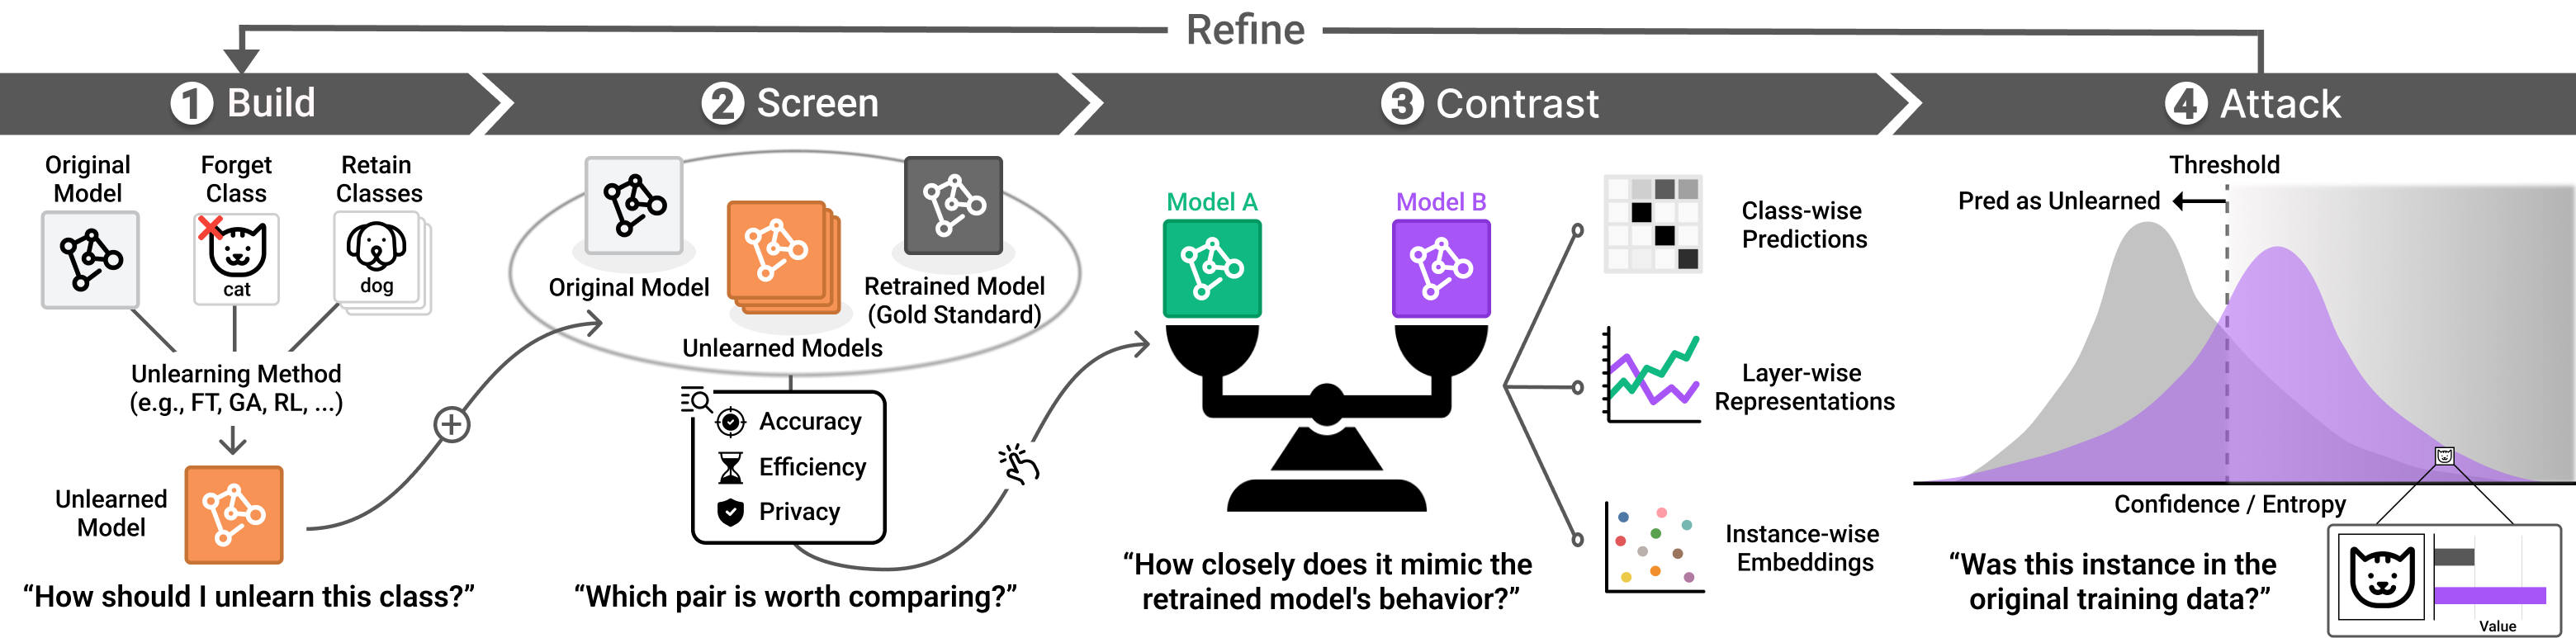 Refine
1 Build
2 Screen
3 Contrast
4 Attack
Original
Model
Forget
Class
Retain
Classes
cat
dog
Unlearning Method
(e.g., FT, GA, RL, ...)
Unlearned
Model
“How should I unlearn this class?”
Original Model
Retrained Model
(Gold Standard)
Unlearned Models
Accuracy
Efficiency
Privacy
“Which pair is worth comparing?”
Model A
Model B
“How closely does it mimic the
retrained model's behavior?”
Class-wise
Predictions
Layer-wise
Representations
Instance-wise
Embeddings
Threshold
Pred as Unlearned
Confidence / Entropy
“Was this instance in the
original training data?”
Value